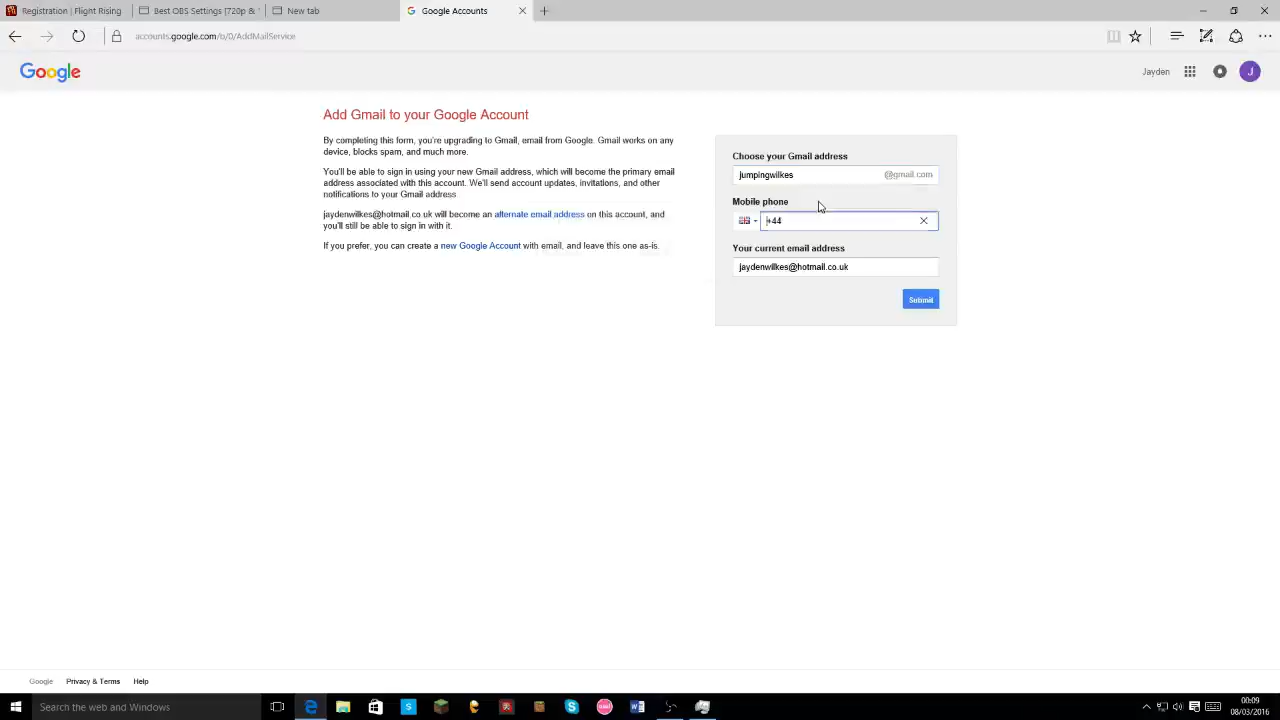 Registration | Flight Rising
Best OBS Settings [720p &
New tab
Google Accounts
accounts.google.com/b/0/AddMailService
Google
Jayden
J
Add Gmail to your Google Account
By completing this form, you're upgrading to Gmail, email from Google. Gmail works on any
device, blocks spam, and much more.
You'll be able to sign in using your new Gmail address, which will become the primary email
address associated with this account. We'll send account updates, invitations, and other
notifications to your Gmail address
jaydenwilkes@hotmail.co.uk will become an alternate email address on this account, and
you'll still be able to sign in with it.
If you prefer, you can create a new Google Account with email, and leave this one as-is.
Choose your Gmail address
jumpingwilkes
@gmail.com
Mobile phone
+44
Your current email address
jaydenwilkes@hotmail.co.uk
Submit
Google
Privacy & Terms
Help
Search the web and Windows
00:09
08/03/2016